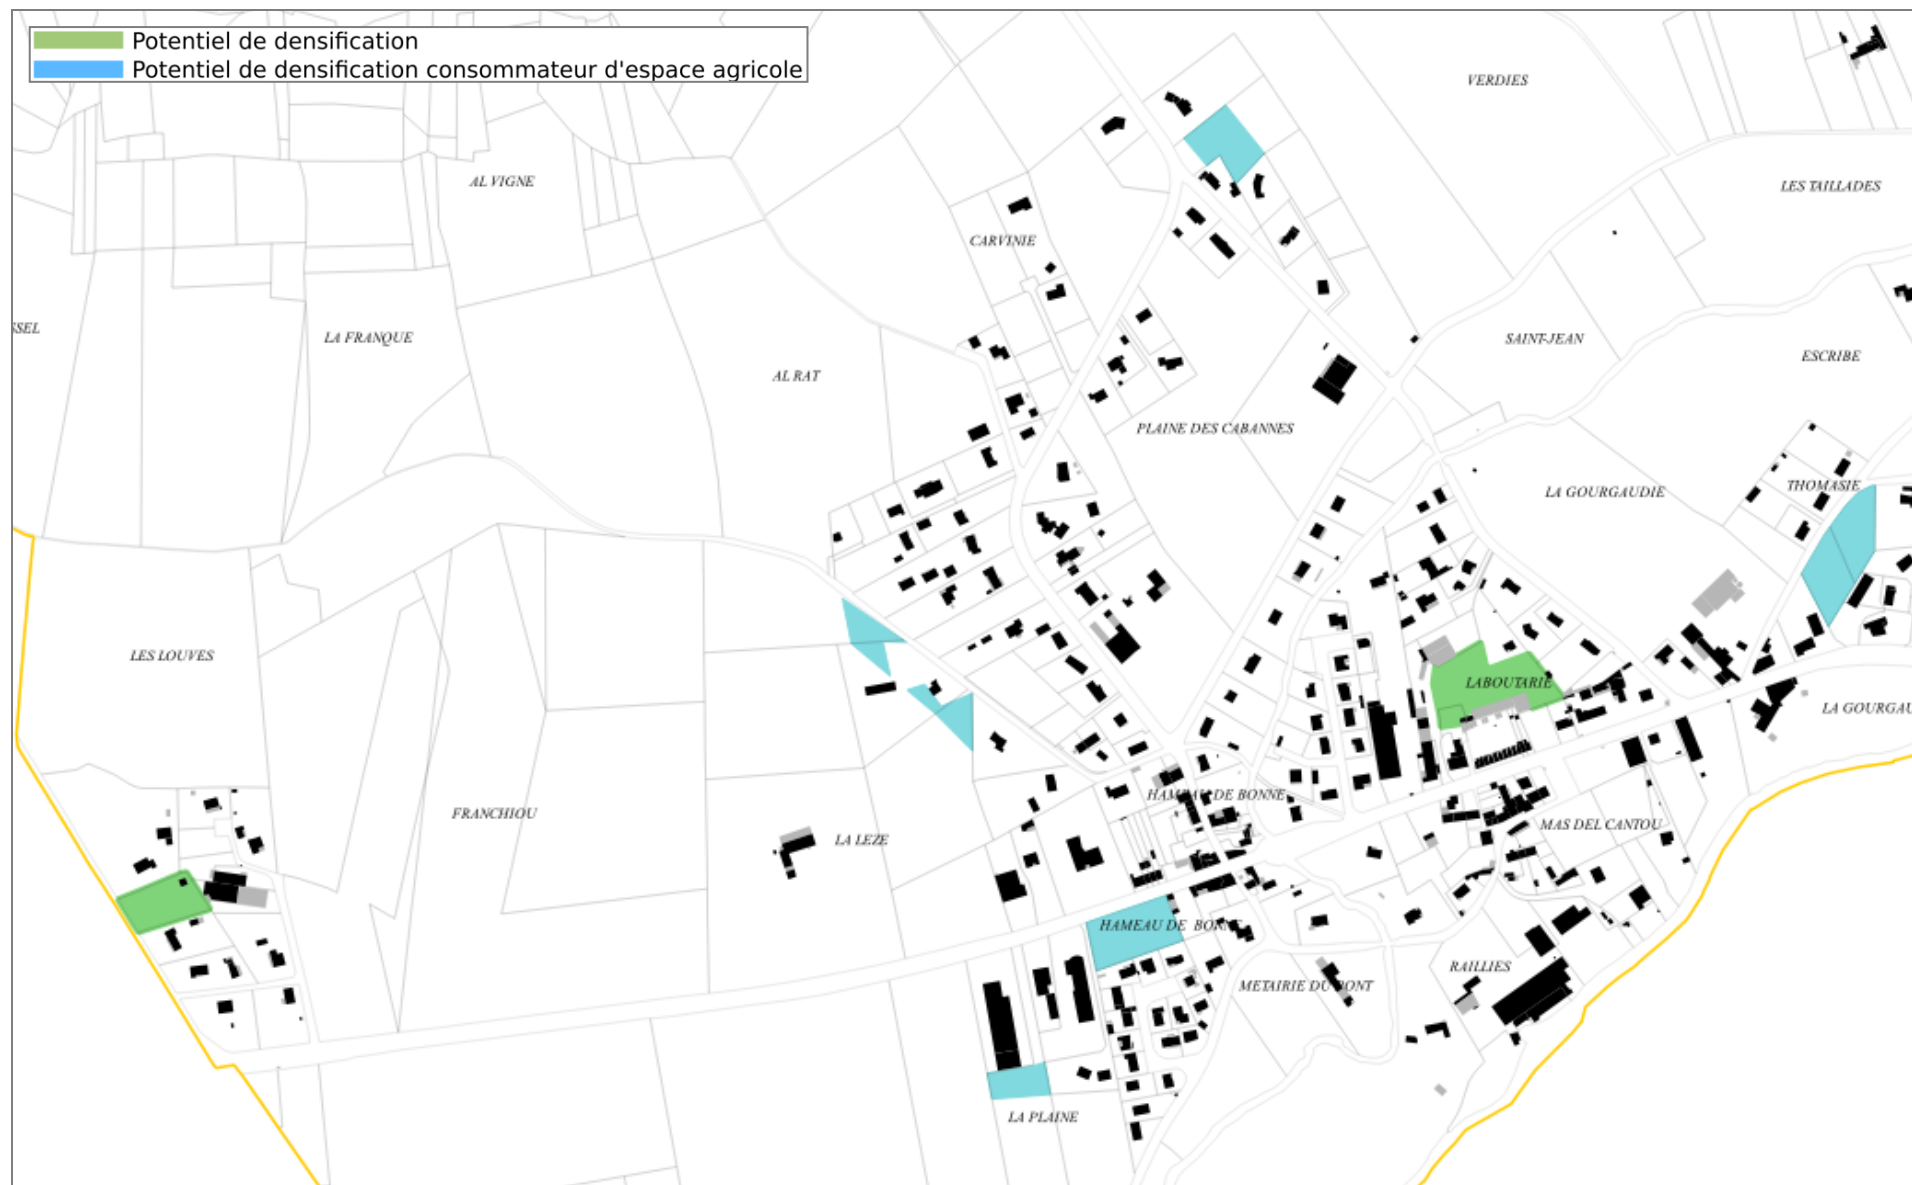 Potentiel de densification
Potentiel de densification consommateur d'espace agricole
VERDIES
AL VIGNE
LES TAILLADES
CARVINIE
SSEL
LA FRANQUE
SAINT-JEAN
ESCRIBE
AL RAT
PLAINE DES CABANNES
THOMASIE
LA GOURGAUDIE
LES LOUVES
LABOUTARIE
LA GOURGAU
HAMEAU DE BONNE
FRANCHIOU
MAS DEL CANTOU
LA LEZE
HAMEAU DE BONNE
RAILLIES
METAIRIE DU PONT
LA PLAINE